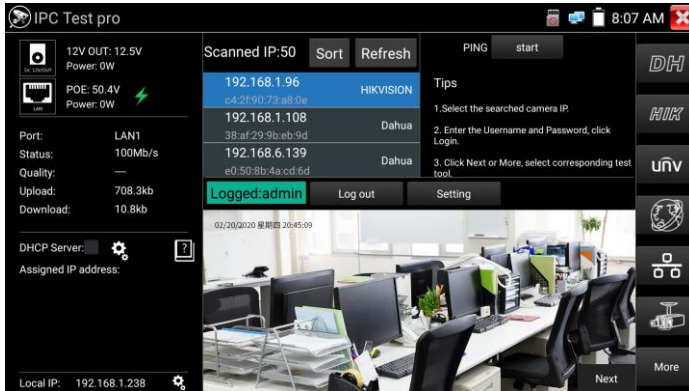 IPC Test pro
8:07 AM
DC 12V/OUT
12V OUT: 12.5V
Power: 0W
LAN
POE: 50.4V
Power: 0W
Port: LAN1
Status: 100Mb/s
Quality: ---
Upload: 708.3kb
Download: 10.8kb
DHCP Server:
?
Assigned IP address:
Local IP: 192.168.1.238
Scanned IP:50 Sort Refresh
192.168.1.96 HIKVISION
c4:2f:90:73:a8:0e
192.168.1.108 Dahua
38:af:29:9b:eb:9d
192.168.6.139 Dahua
e0:50:8b:4a:cd:6d
PING start
Tips
1.Select the searched camera IP.
2. Enter the Username and Password, click
Login.
3. Click Next or More, select corresponding test
tool.
Logged:admin Log out Setting
02/20/2020 星期四 20:45:09
Next
DH
HIK
UNV
More